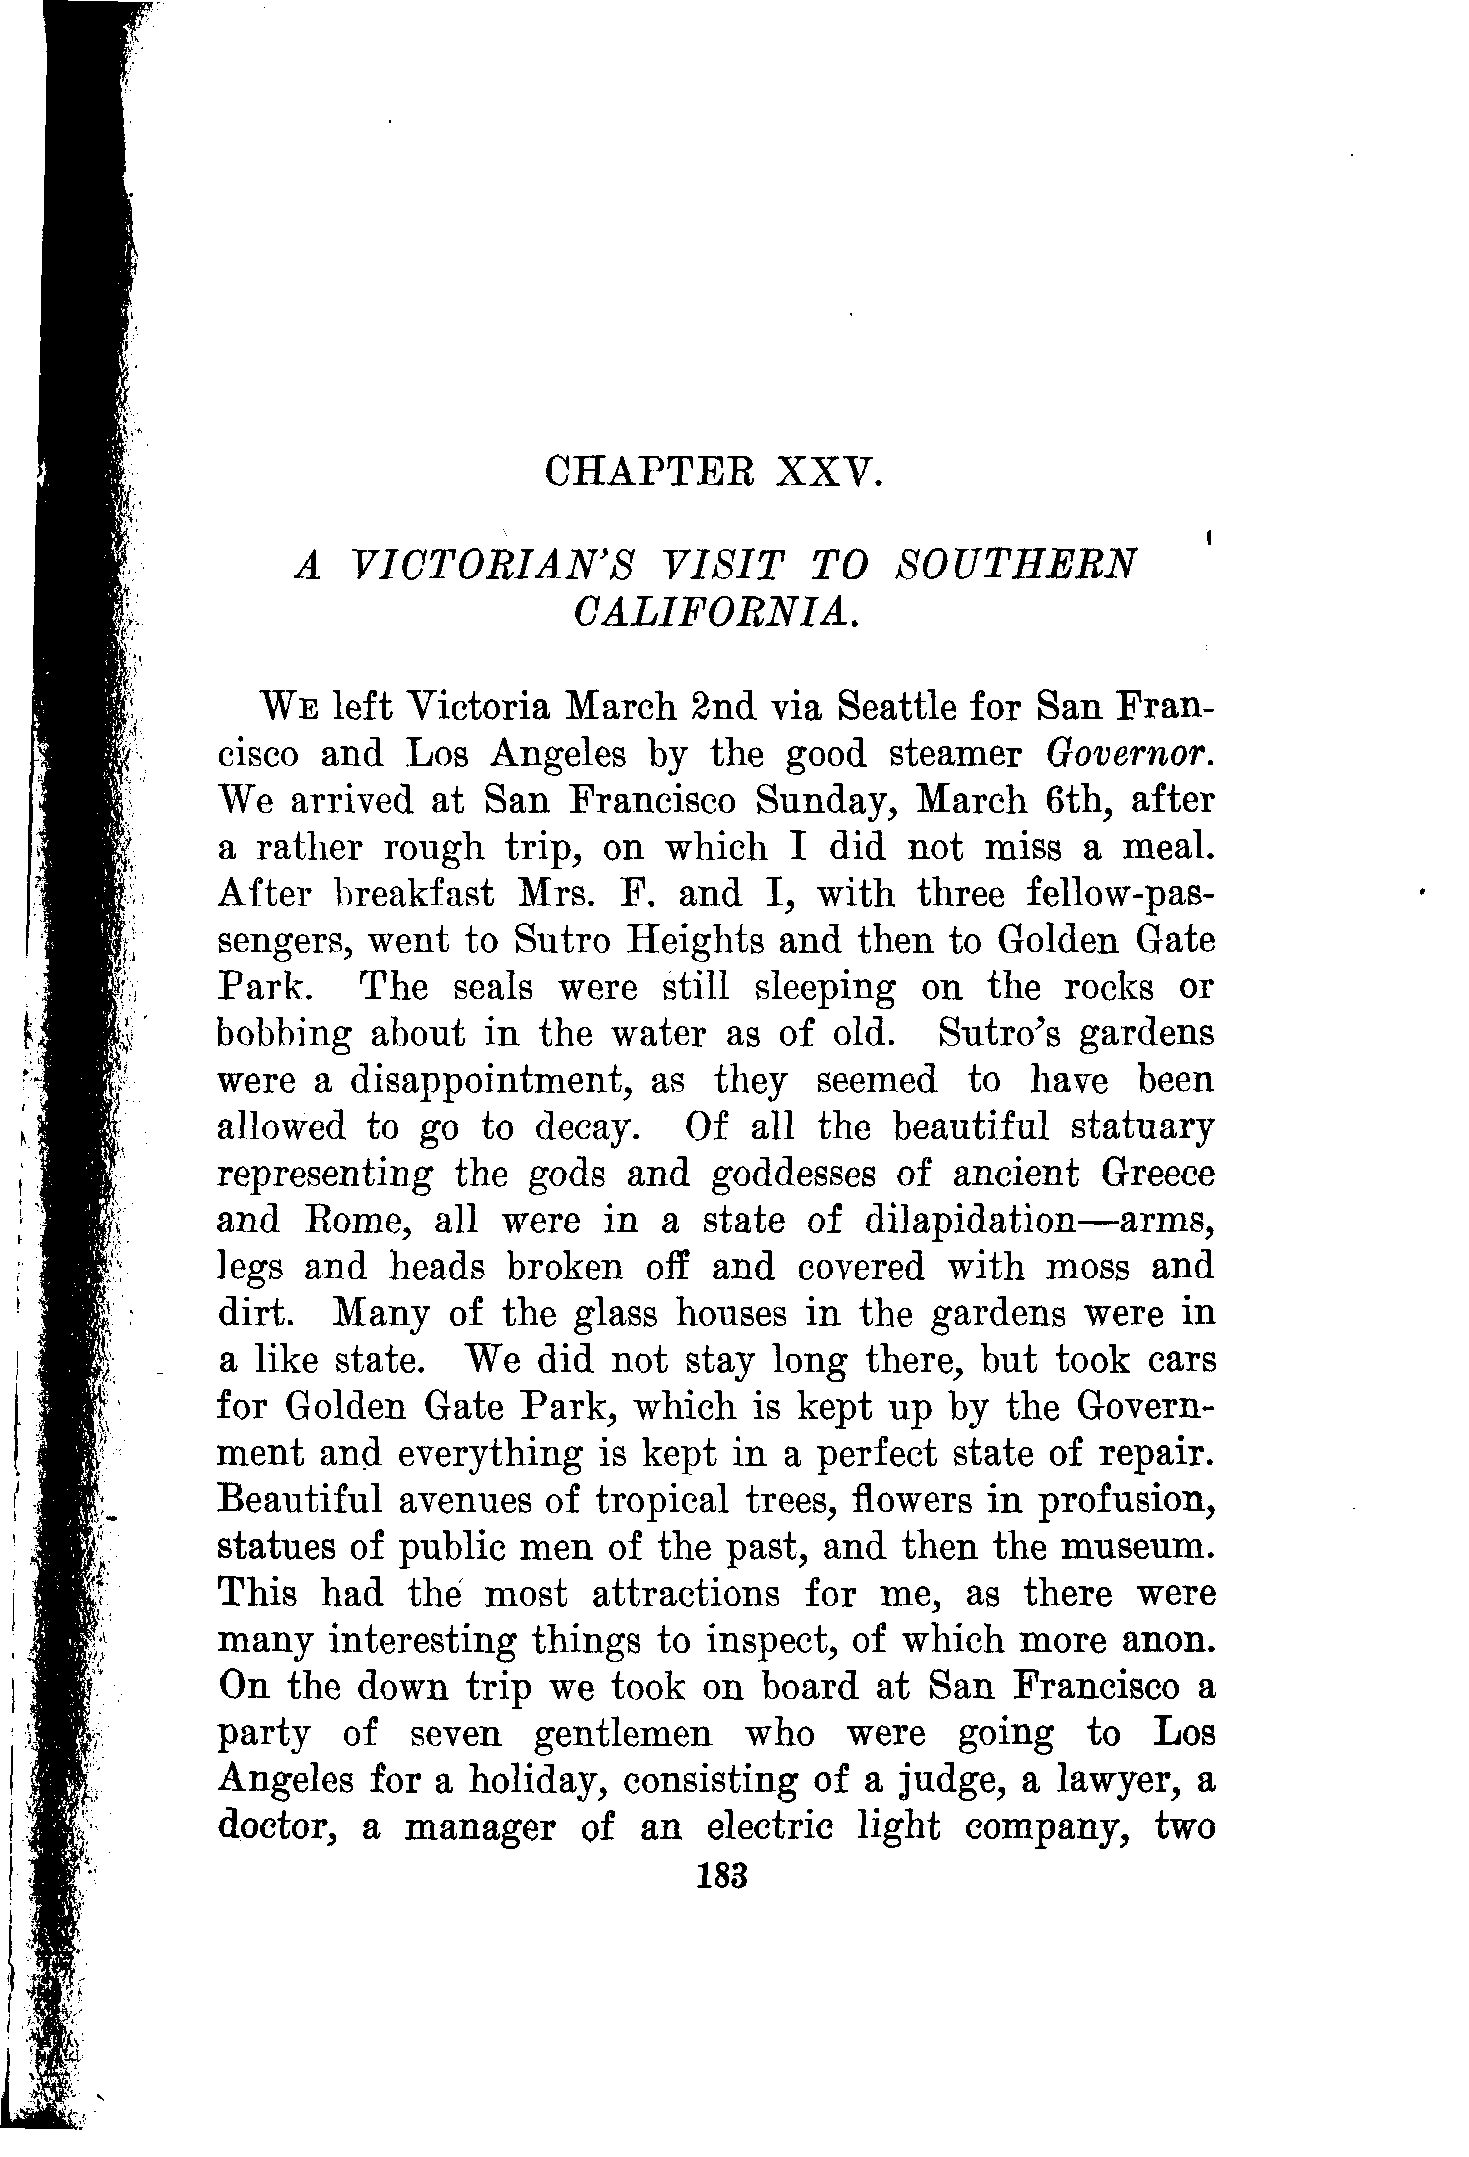 CHAPTER XXV.
A VICTORIAN'S VISIT TO SOUTHERN
CALIFORNIA.
WE left Victoria March 2nd via Seattle for San Fran-
cisco and Los Angeles by the good steamer Governor.
We arrived at San Francisco Sunday, March 6th, after
a rather rough trip, on which I did not miss a meal.
After breakfast Mrs. F. and I, with three fellow-pas-
sengers, went to Sutro Heights and then to Golden Gate
Park. The seals were still sleeping on the rocks or
bobbing about in the water as of old. Sutro's gardens
were a disappointment, as they seemed to have been
allowed to go to decay. Of all the beautiful statuary
representing the gods and goddesses of ancient Greece
and Rome, all were in a state of dilapidation—arms,
legs and heads broken off and covered with moss and
dirt. Many of the glass houses in the gardens were in
a like state. We did not stay long there, but took cars
for Golden Gate Park, which is kept up by the Govern-
ment and everything is kept in a perfect state of repair.
Beautiful avenues of tropical trees, flowers in profusion,
statues of public men of the past, and then the museum.
This had the most attractions for me, as there were
many interesting things to inspect, of which more anon.
On the down trip we took on board at San Francisco a
party of seven gentlemen who were going to Los
Angeles for a holiday, consisting of a judge, a lawyer, a
doctor, a manager of an electric light company, two
183